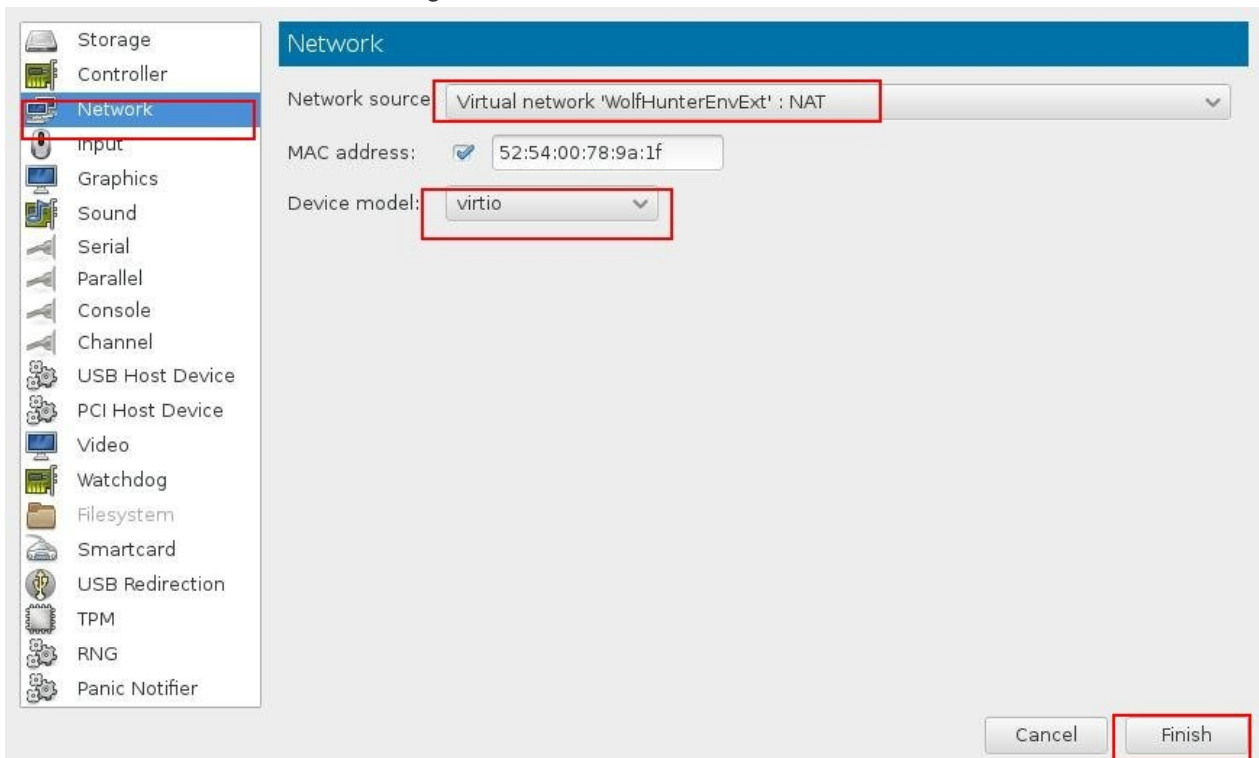 Storage
Controller
Network
Input
Graphics
Sound
Serial
Parallel
Console
Channel
USB Host Device
PCI Host Device
Video
Watchdog
Filesystem
Smartcard
USB Redirection
TPM
RNG
Panic Notifier
Network
Network source
Virtual network 'WolfHunterEnvExt' : NAT
MAC address:
52:54:00:78:9a:1f
Device model:
virtio
Cancel
Finish